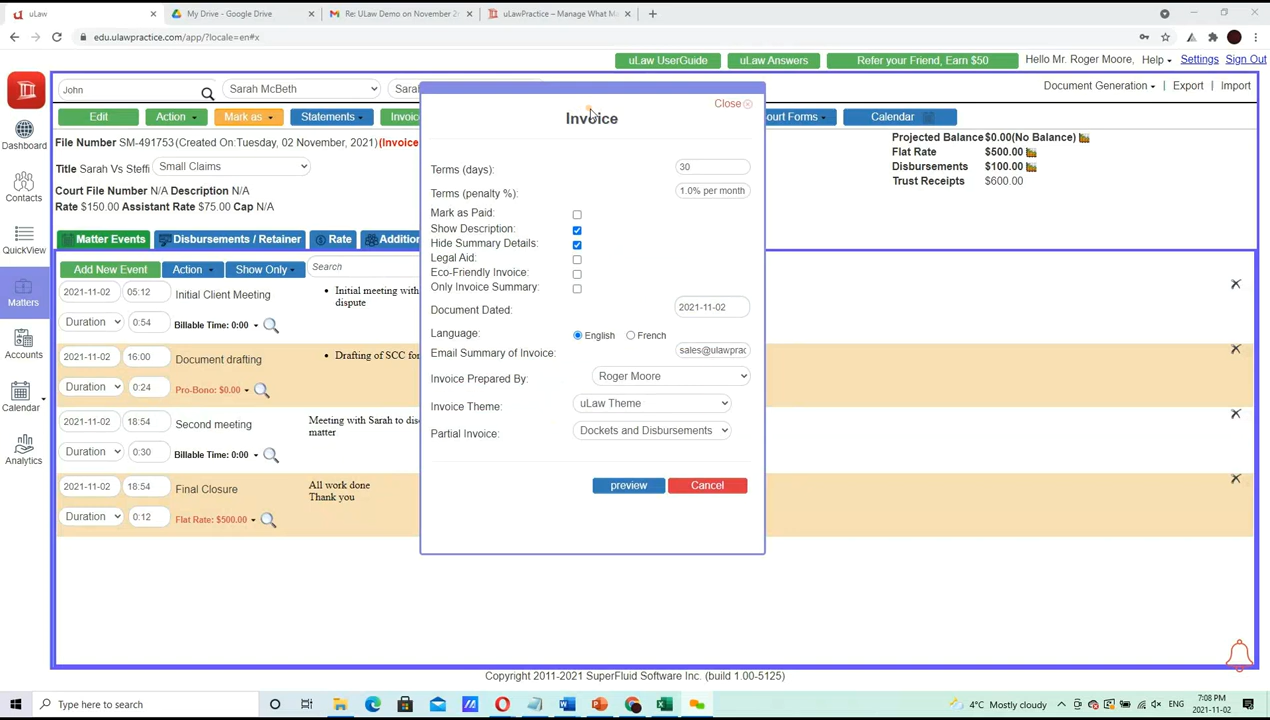 uLaw
My Drive - Google Drive
Re: ULaw Demo on November 2
uLawPractice – Manage What M
edu.ulawpractice.com/app/?locale=en#x
uLaw UserGuide
uLaw Answers
Refer your Friend, Earn $50
Hello Mr. Roger Moore, Help
Settings
Sign Out
John
Sarah McBeth
Sarah
Document Generation
Export
Import
Edit
Action
Mark as
Statements
Invoice
ourt Forms
Calendar
File Number SM-491753 (Created On:Tuesday, 02 November, 2021) (Invoice
Title Sarah Vs Steffi
Small Claims
Court File Number N/A Description N/A
Rate $150.00 Assistant Rate $75.00 Cap N/A
Projected Balance $0.00(No Balance)
Flat Rate $500.00
Disbursements $100.00
Trust Receipts $600.00
Matter Events
Disbursements / Retainer
Rate
Addition
Add New Event
Action
Show Only
Search
2021-11-02 05:12 Initial Client Meeting
• Initial meeting with
dispute
Duration 0:54 Billable Time: 0:00
2021-11-02 16:00 Document drafting
• Drafting of SCC for
Duration 0:24 Pro-Bono: $0.00
2021-11-02 18:54 Second meeting
Meeting with Sarah to dis
matter
Duration 0:30 Billable Time: 0:00
2021-11-02 18:54 Final Closure
All work done
Thank you
Duration 0:12 Flat Rate: $500.00
Dashboard
Contacts
QuickView
Matters
Accounts
Calendar
Analytics
Close
Invoice
Terms (days): 30
Terms (penalty %): 1.0% per month
Mark as Paid:
Show Description:
Hide Summary Details:
Legal Aid:
Eco-Friendly Invoice:
Only Invoice Summary:
Document Dated: 2021-11-02
Language: English French
Email Summary of Invoice: sales@ulawprac
Invoice Prepared By: Roger Moore
Invoice Theme: uLaw Theme
Partial Invoice: Dockets and Disbursements
preview
Cancel
Copyright 2011-2021 SuperFluid Software Inc. (build 1.00-5125)
Type here to search
4°C Mostly cloudy
ENG
7:08 PM
2021-11-02